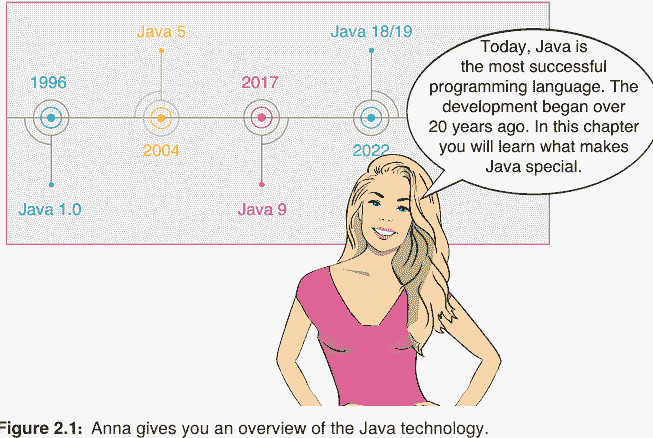 Java 5
Java 18/19
1996
2017
2004
2022
Java 1.0
Java 9
Today, Java is
the most successful
programming language. The
development began over
20 years ago. In this chapter
you will learn what makes
Java special.
Figure 2.1: Anna gives you an overview of the Java technology.